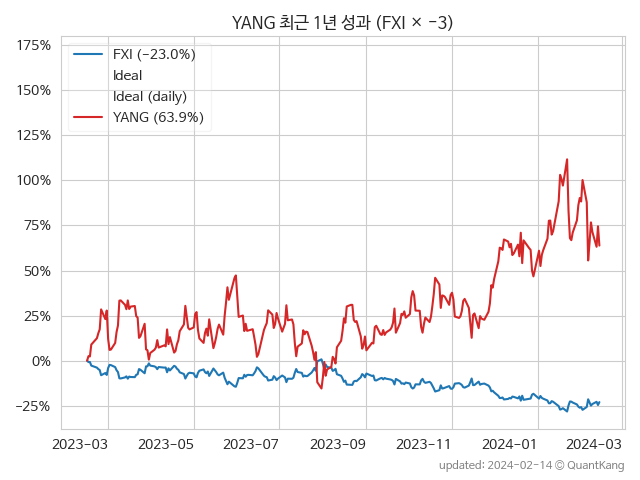 YANG 최근 1년 성과 (FXI × −3)
175%
150%
125%
100%
75%
50%
25%
0%
−25%
FXI (−23.0%)
Ideal
Ideal (daily)
YANG (63.9%)
2023-03
2023-05
2023-07
2023-09
2023-11
2024-01
2024-03
updated: 2024-02-14 © QuantKang